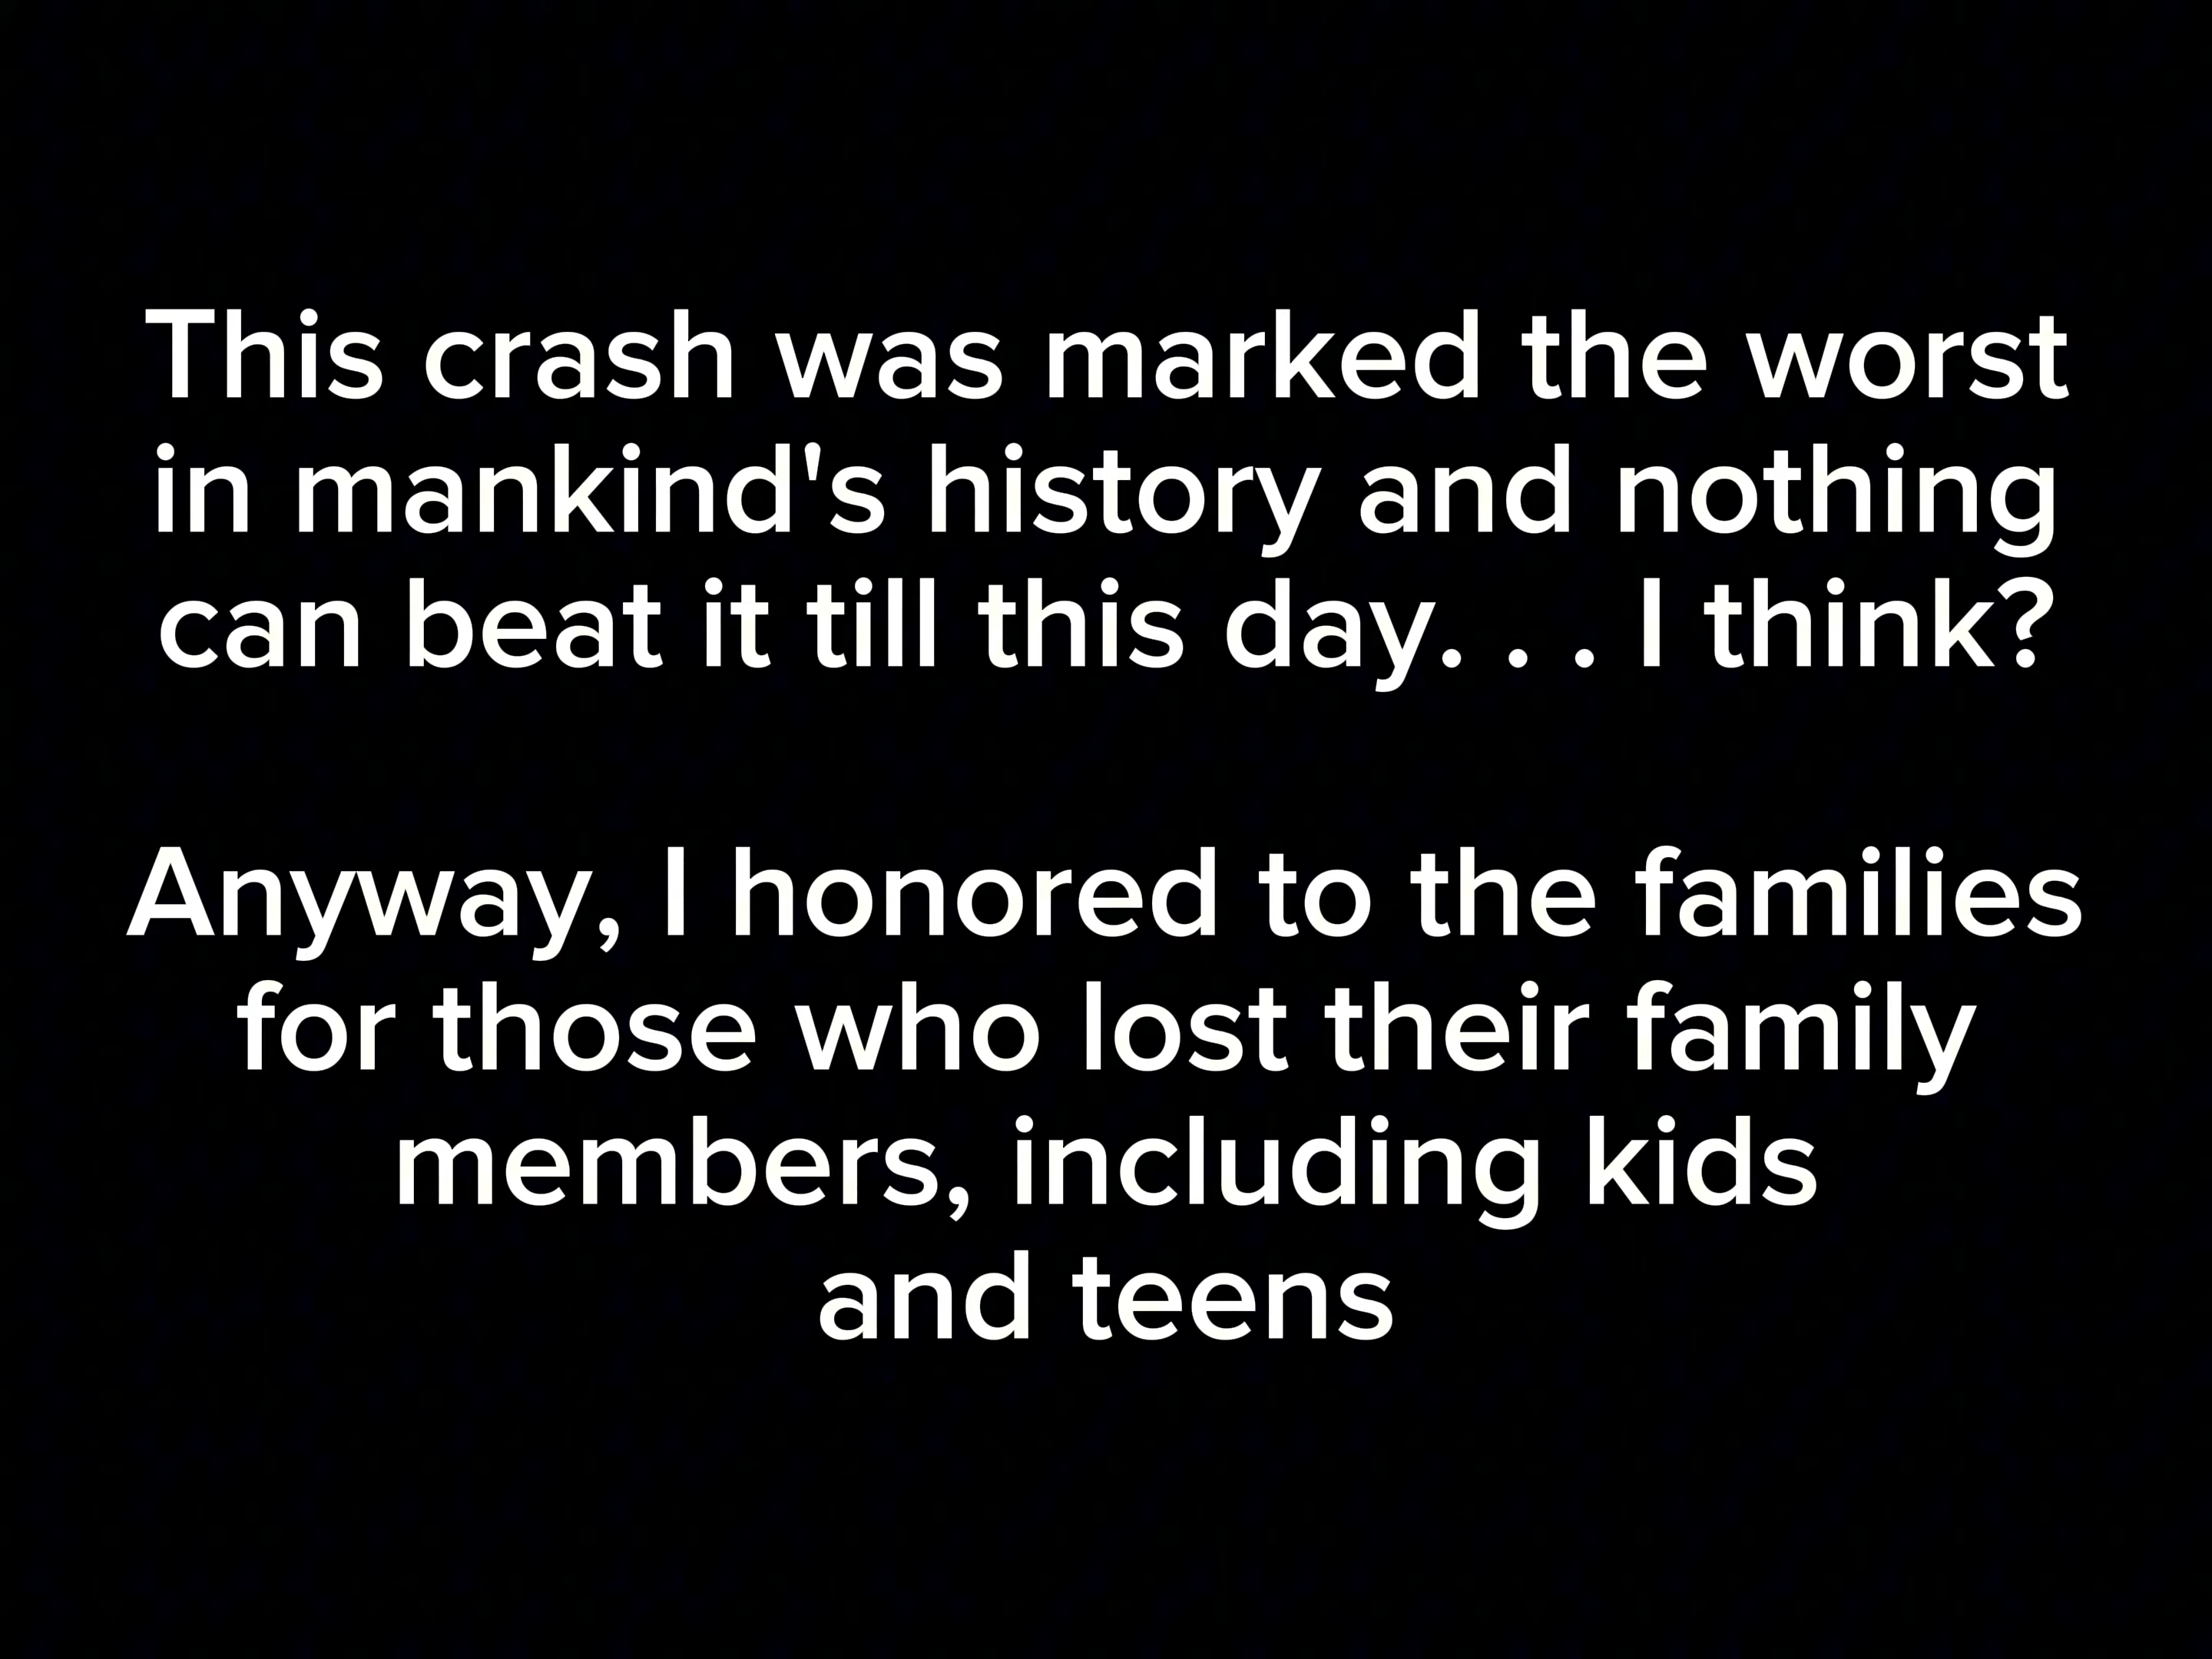 This crash was marked the worst
in mankind's history and nothing
can beat it till this day. . . I think?
Anyway, I honored to the families
for those who lost their family
members, including kids
and teens